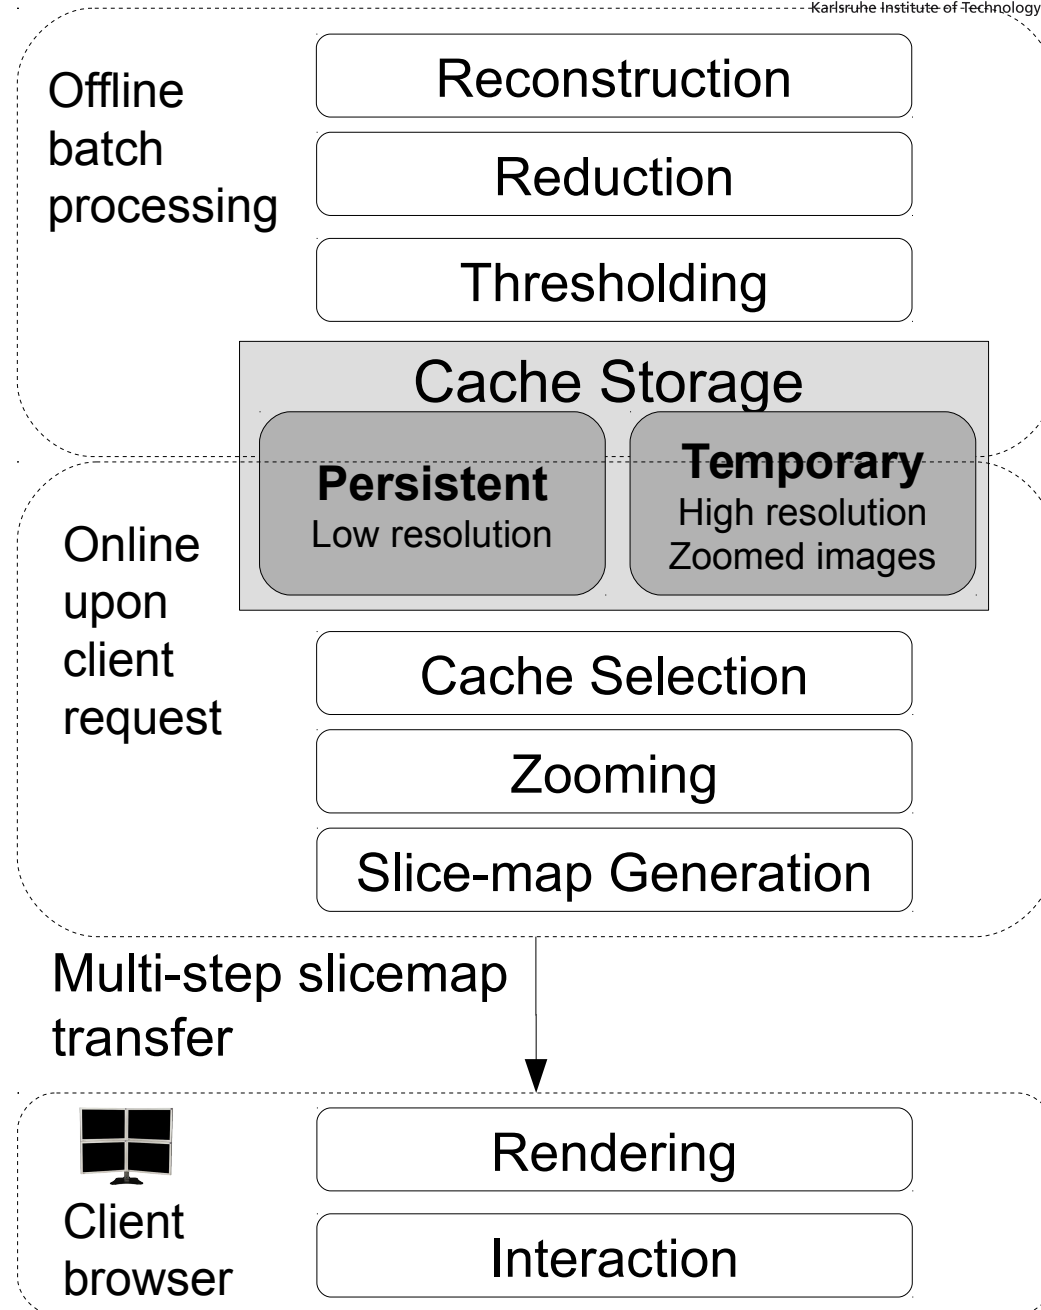 Karlsruhe Institute of Technology
Offline
batch
processing
Reconstruction
Reduction
Thresholding
Cache Storage
Persistent
Low resolution
Temporary
High resolution
Zoomed images
Online
upon
client
request
Cache Selection
Zooming
Slice-map Generation
Multi-step slicemap
transfer
Client
browser
Rendering
Interaction